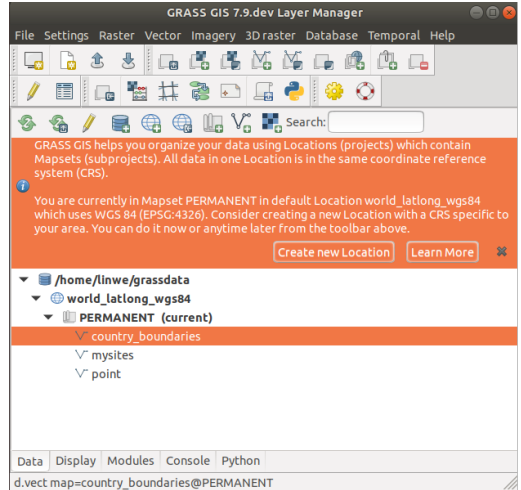 GRASS GIS 7.9.dev Layer Manager
File Settings Raster Vector Imagery 3D raster Database Temporal Help
Search:
GRASS GIS helps you organize your data using Locations (projects) which contain
Mapsets (subprojects). All data in one Location is in the same coordinate reference
system (CRS).
You are currently in Mapset PERMANENT in default Location world_latlong_wgs84
which uses WGS 84 (EPSG:4326). Consider creating a new Location with a CRS specific to
your area. You can do it now or anytime later from the toolbar above.
Create new Location Learn More
/home/linwe/grassdata
world_latlong_wgs84
PERMANENT (current)
country_boundaries
mysites
point
Data Display Modules Console Python
d.vect map=country_boundaries@PERMANENT